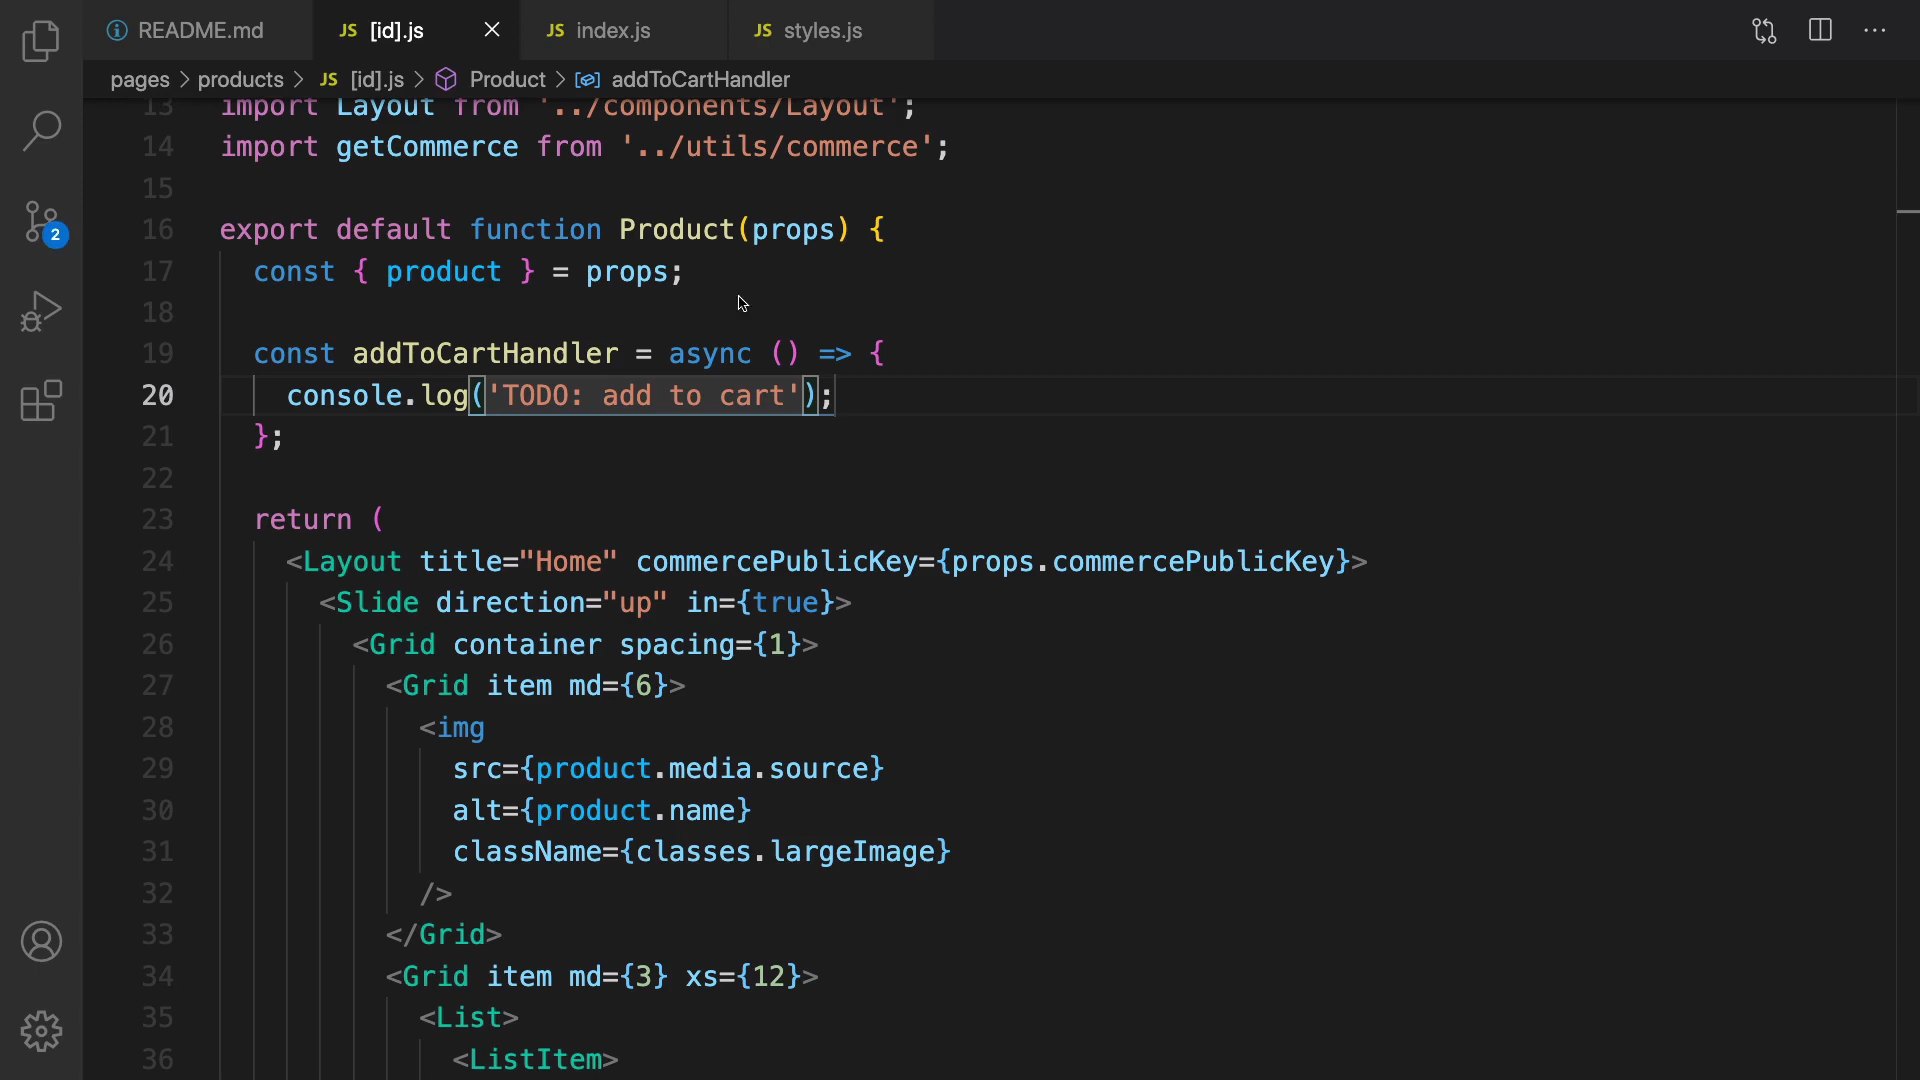 README.md
JS [id].js
JS index.js
JS styles.js
pages > products > JS [id].js > Product > addToCartHandler
2
13 import Layout from '../components/Layout';
14 import getCommerce from '../utils/commerce';
15
16 export default function Product(props) {
17 const { product } = props;
18
19 const addToCartHandler = async () => {
20 console.log('TODO: add to cart');
21 };
22
23 return (
24 <Layout title="Home" commercePublicKey={props.commercePublicKey}>
25 <Slide direction="up" in={true}>
26 <Grid container spacing={1}>
27 <Grid item md={6}>
28 <img
29 src={product.media.source}
30 alt={product.name}
31 className={classes.largeImage}
32 />
33 </Grid>
34 <Grid item md={3} xs={12}>
35 <List>
36 <ListItem>